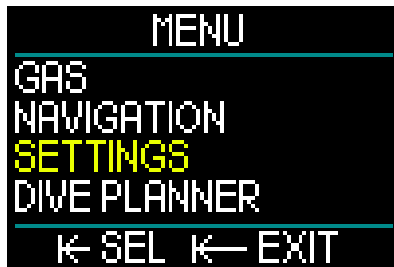 MENU
GAS
NAVIGATION
SETTINGS
DIVE PLANNER
SEL EXIT